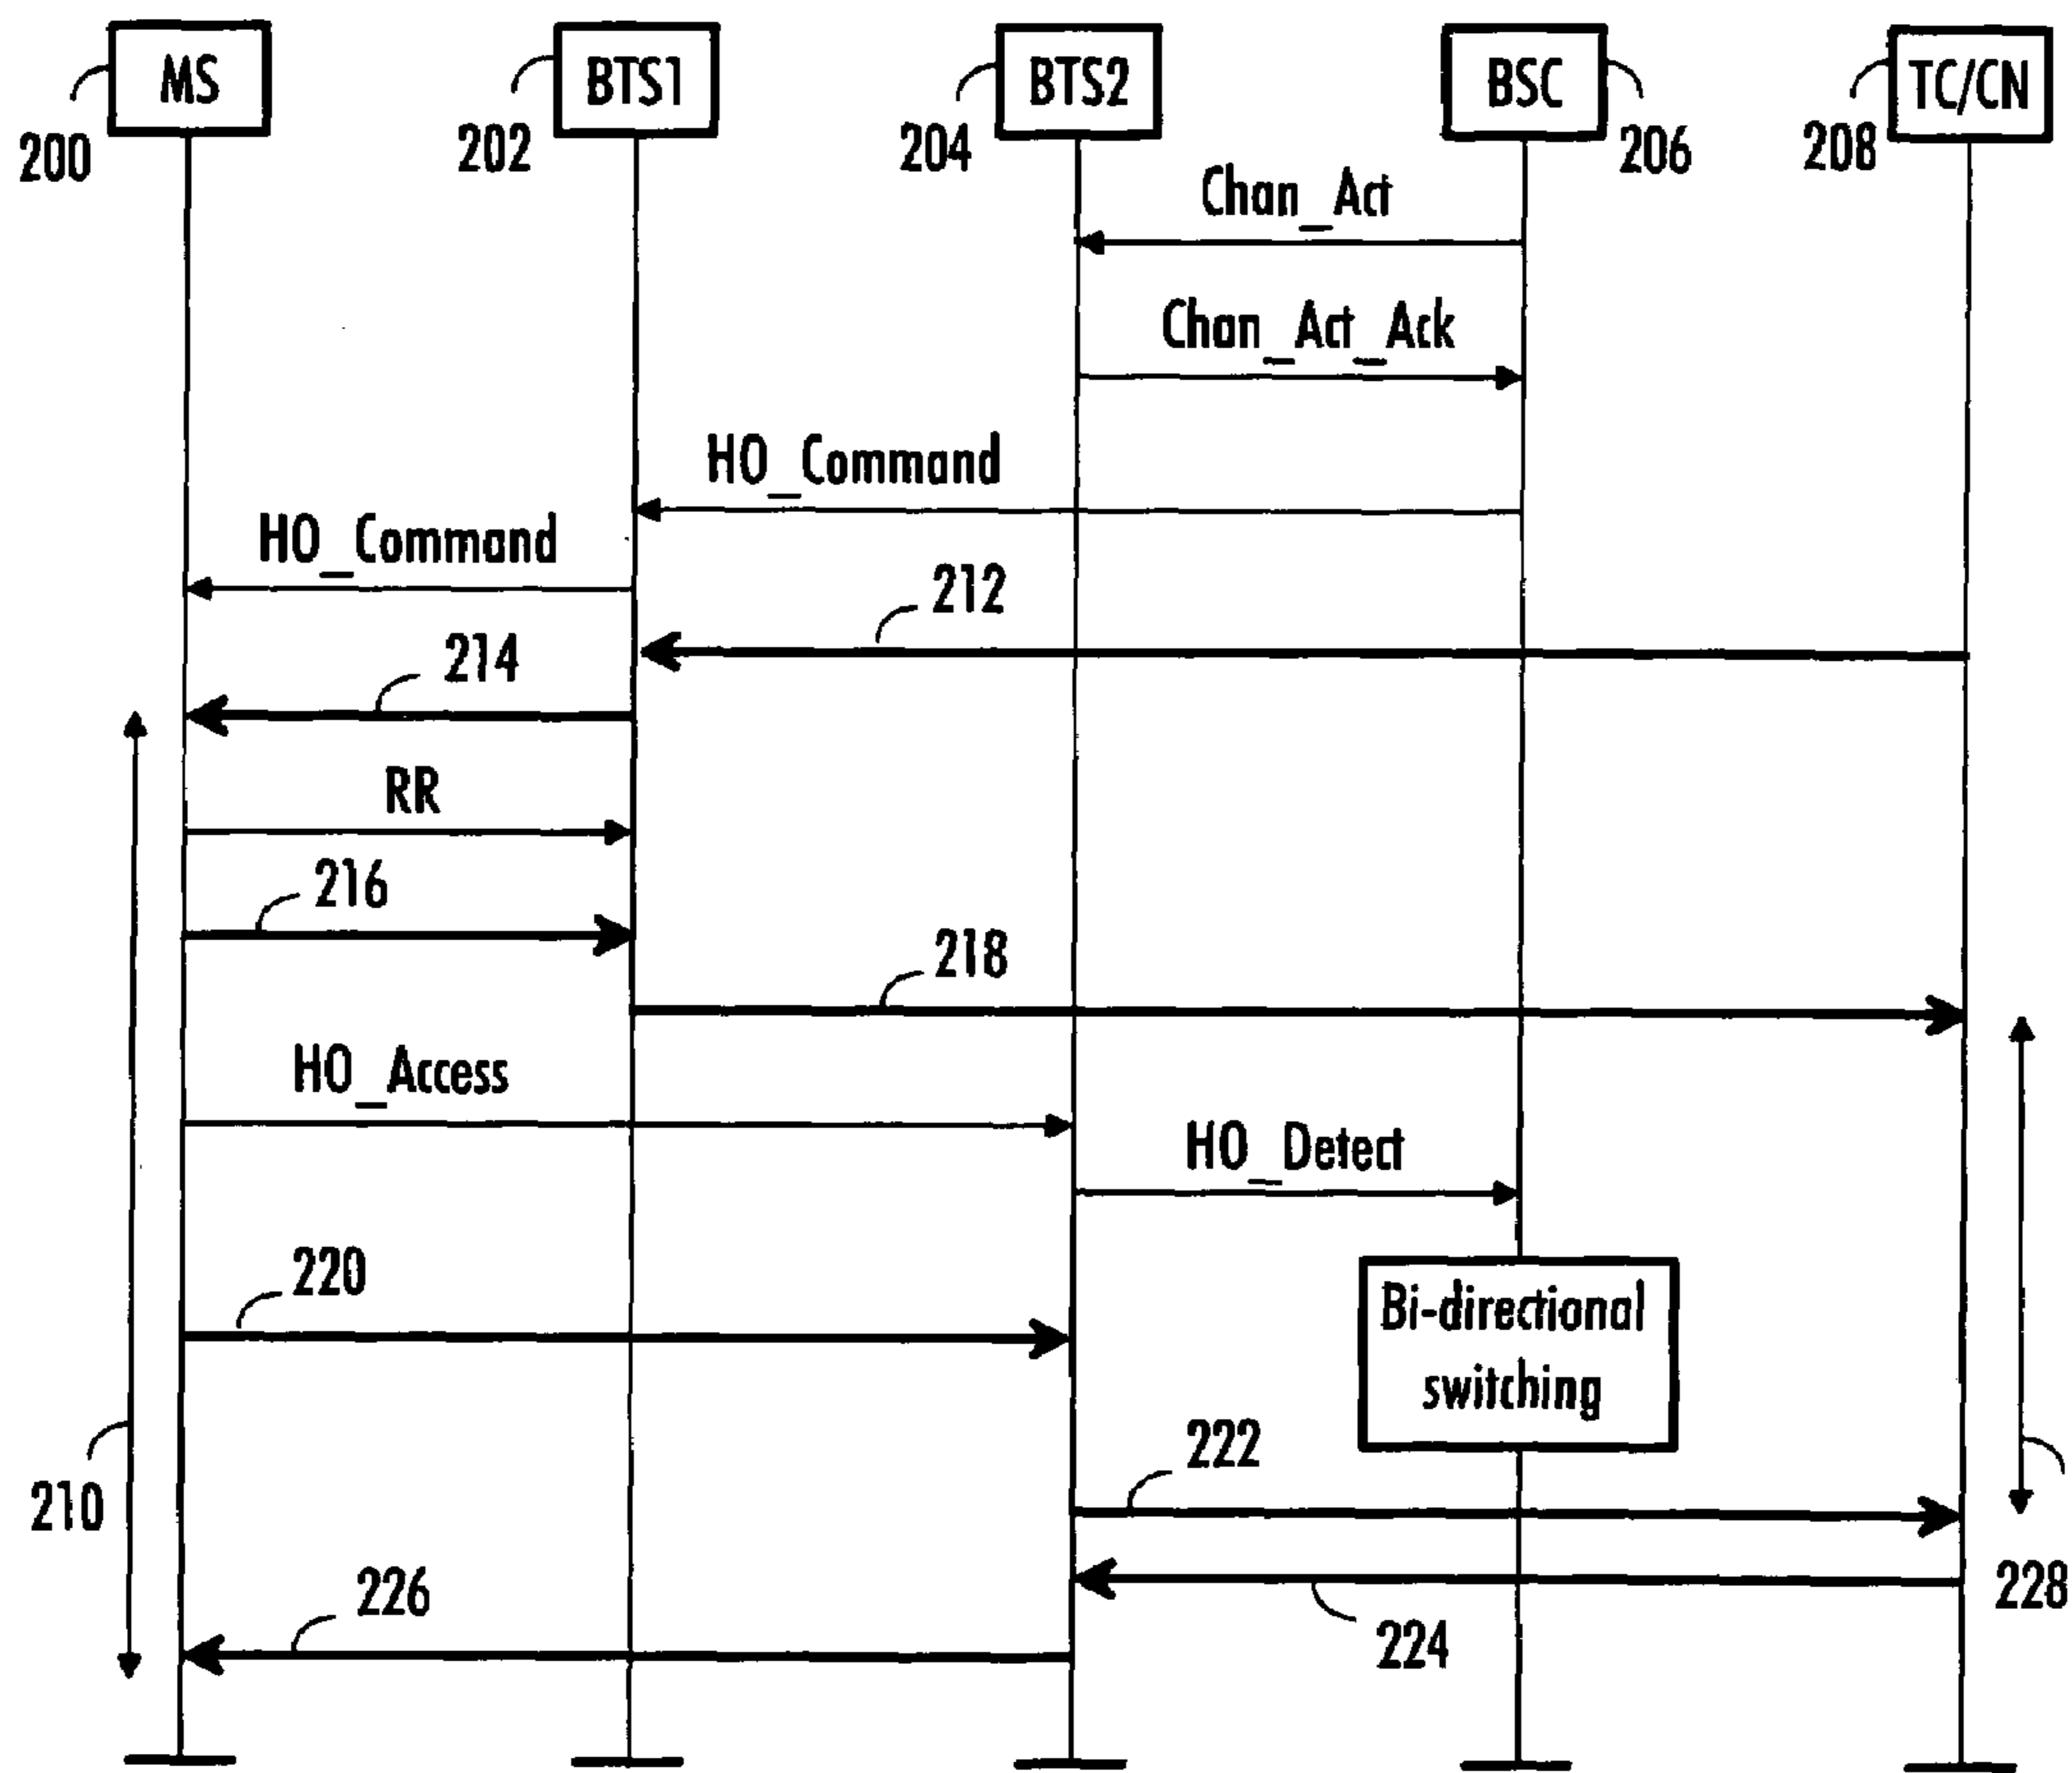 MS
BTS1
BTS2
BSC
TC/CN
200
202
204
206
208
Chan_Act
Chan_Act_Ack
HO_Command
HO_Command
212
214
RR
216
218
HO_Access
HO_Detect
220
Bi-directional
switching
222
210
226
224
228